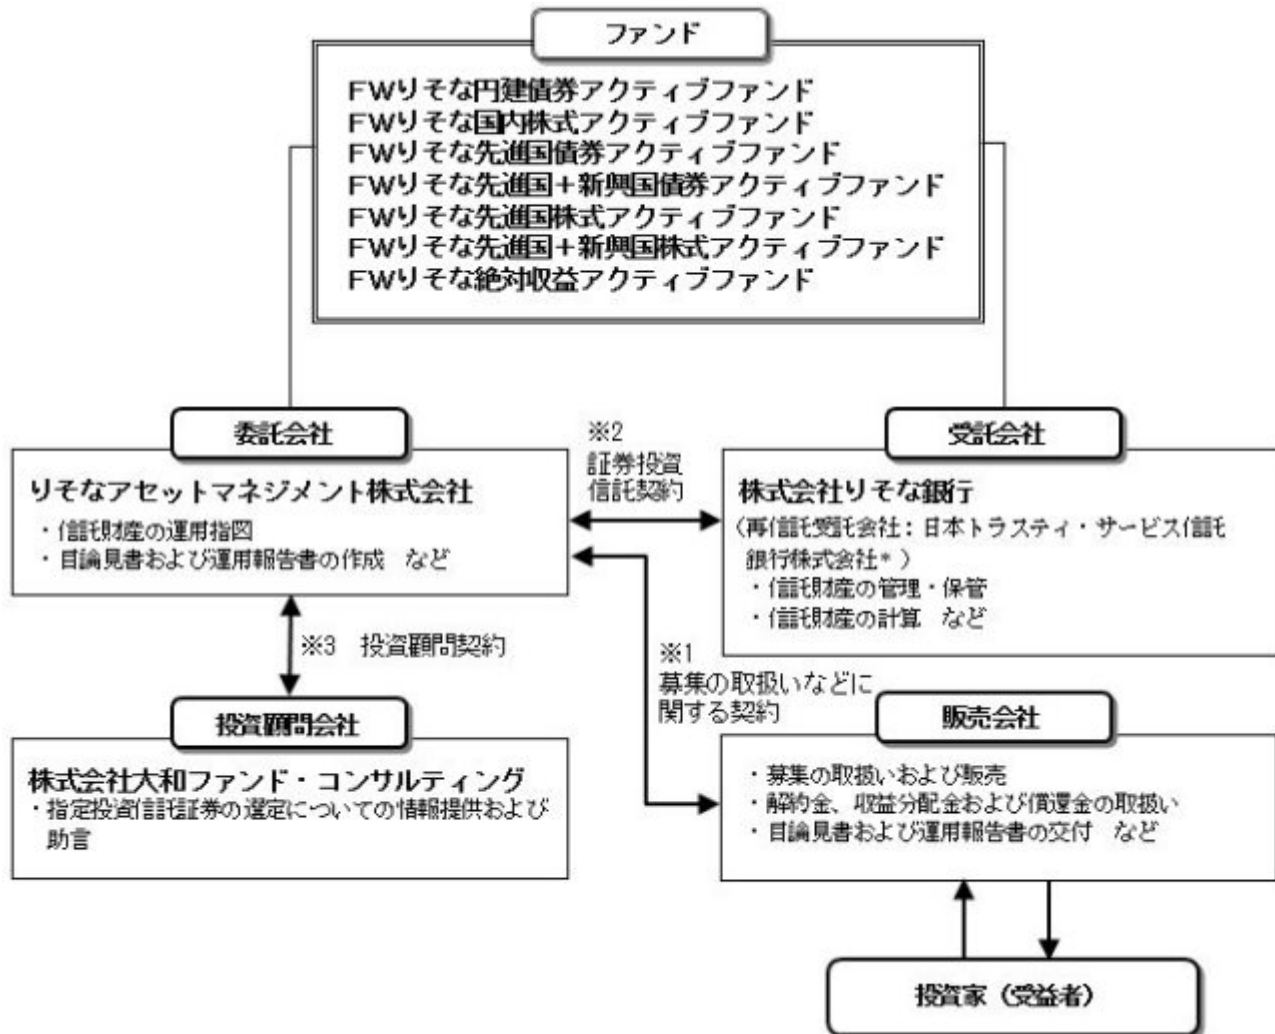 ファンド
FWりそな円建債券アクティブファンド
FWりそな国内株式アクティブファンド
FWりそな先進国債券アクティブファンド
FWりそな先進国+新興国債券アクティブファンド
FWりそな先進国株式アクティブファンド
FWりそな先進国+新興国株式アクティブファンド
FWりそな絶対収益アクティブファンド
委託会社
りそなアセットマネジメント株式会社
・信託財産の運用指図
・目論見書および運用報告書の作成 など
※2
証券投資
信託契約
受託会社
株式会社りそな銀行
(再信託受託会社:日本トラスティ・サービス信託
銀行株式会社*)
・信託財産の管理・保管
・信託財産の計算 など
※3 投資顧問契約
※1
募集の取扱いなどに
関する契約
投資顧問会社
株式会社大和ファンド・コンサルティング
・指定投資信託証券の選定についての情報提供および
助言
販売会社
・募集の取扱いおよび販売
・解約金、収益分配金および償還金の取扱い
・目論見書および運用報告書の交付 など
投資家(受益者)